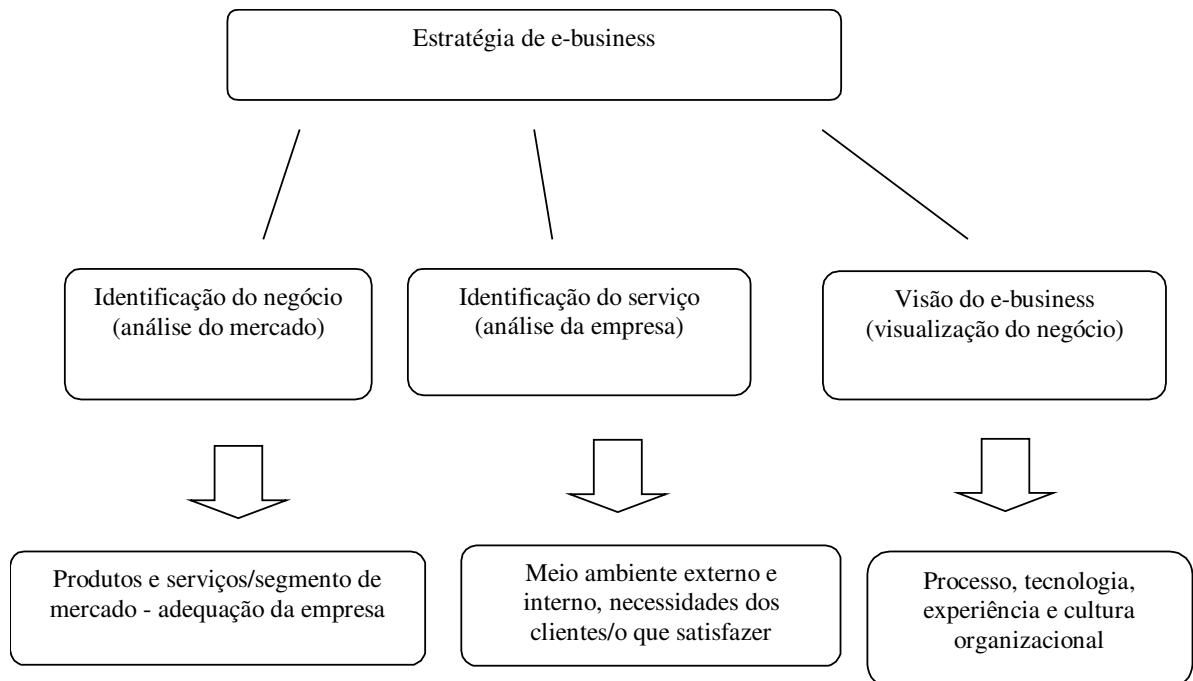 Estratégia de e-business
Identificação do negócio
(análise do mercado)
Identificação do serviço
(análise da empresa)
Visão do e-business
(visualização do negócio)
Produtos e serviços/segmento de
mercado - adequação da empresa
Meio ambiente externo e
interno, necessidades dos
clientes/o que satisfazer
Processo, tecnologia,
experiência e cultura
organizacional